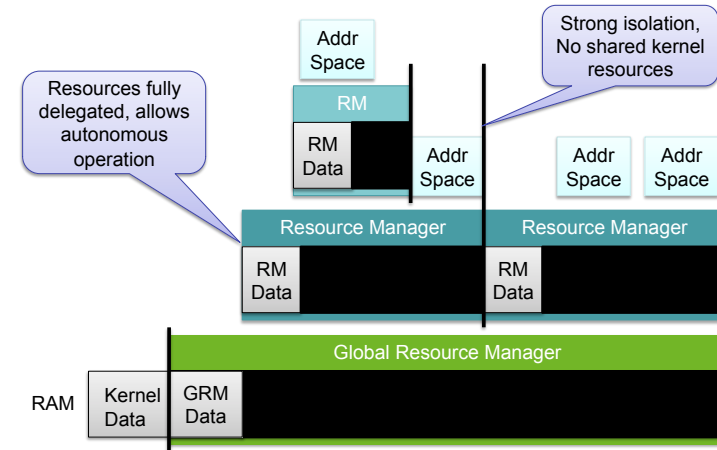 Strong isolation,
No shared kernel
resources
Addr
Space
Resources fully
delegated, allows
autonomous
operation
RM
RM
Data
Addr
Space
Addr
Space
Addr
Space
Resource Manager
Resource Manager
RM
Data
RM
Data
Global Resource Manager
RAM
Kernel
Data
GRM
Data